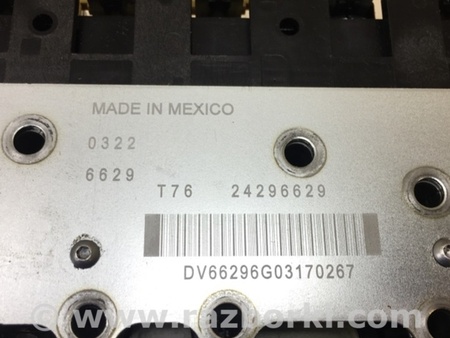 MADE IN MEXICO
0322
6629
T76 24296629
DV66296G03170267
www.razborki.com